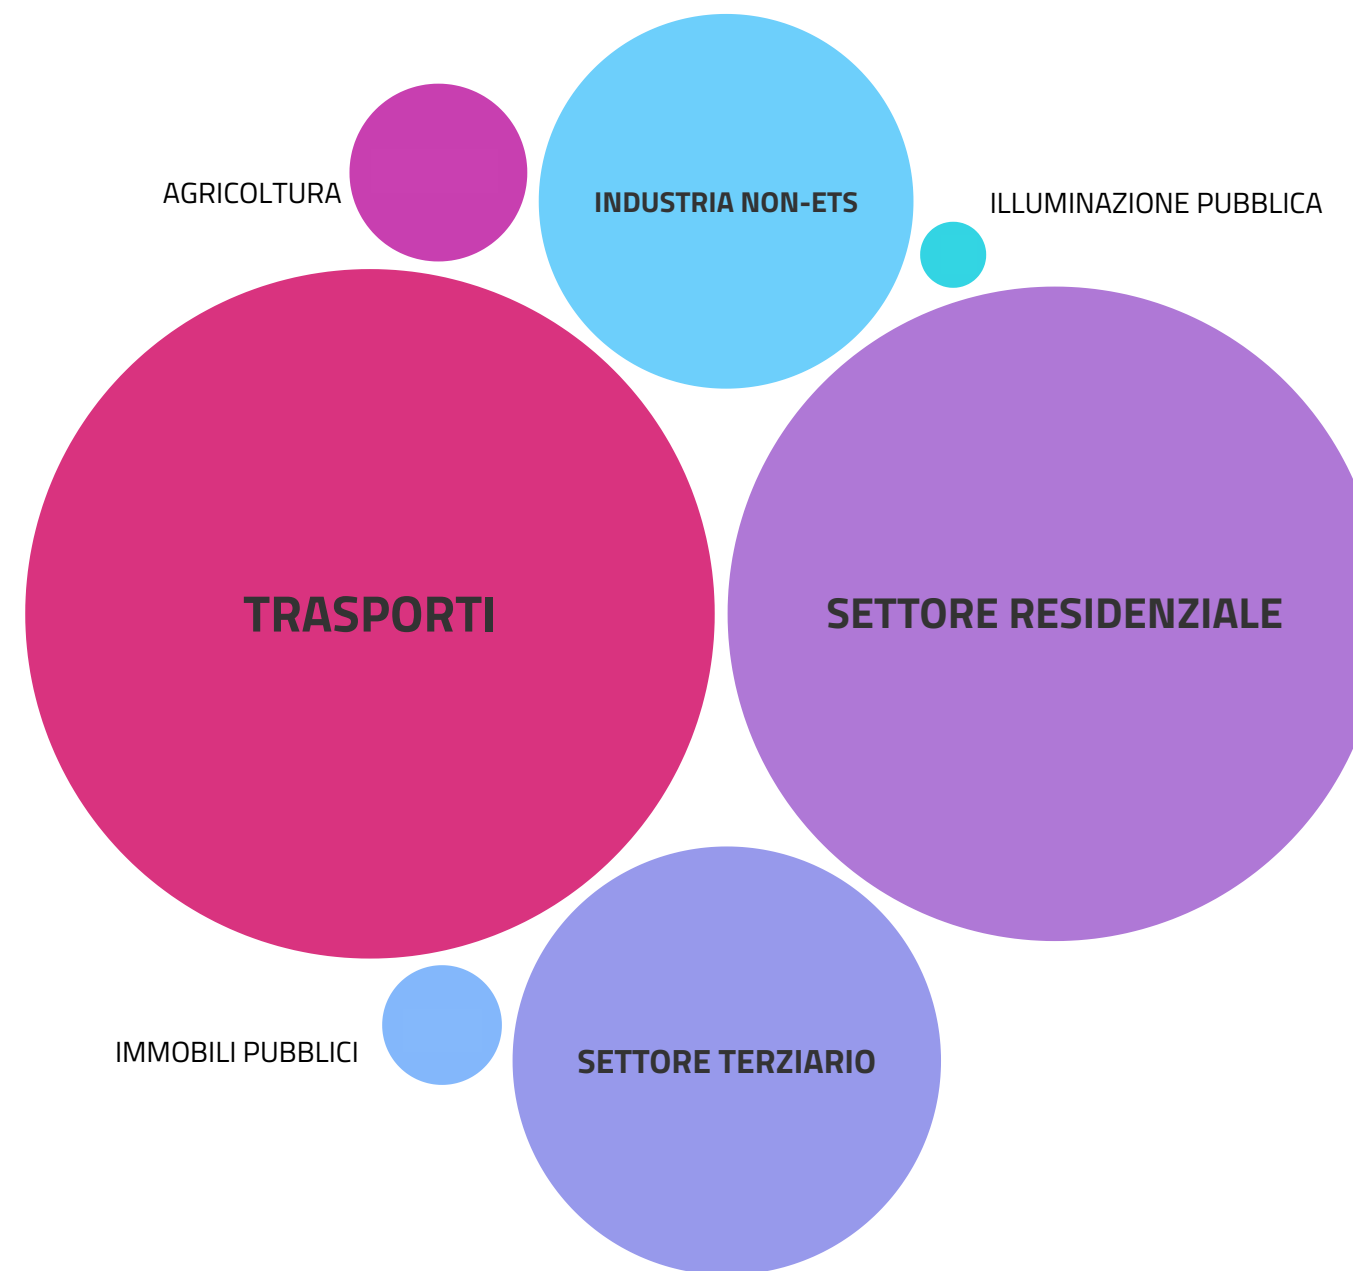 AGRICOLTURA
INDUSTRIA NON-ETS
ILLUMINAZIONE PUBBLICA
TRASPORTI
SETTORE RESIDENZIALE
IMMOBILI PUBBLICI
SETTORE TERZIARIO